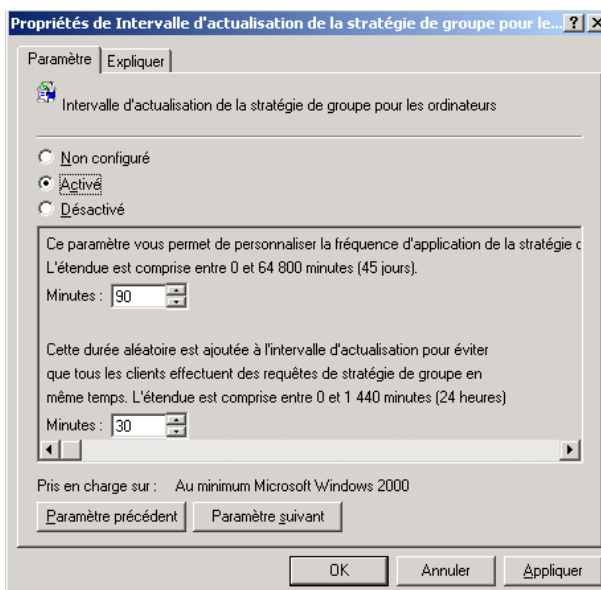 Propriétés de Intervalle d'actualisation de la stratégie de groupe pour le...
Paramètre
Expliquer
Intervalle d'actualisation de la stratégie de groupe pour les ordinateurs
Non configuré
Activé
Désactivé
Ce paramètre vous permet de personnaliser la fréquence d'application de la stratégie
L'étendue est comprise entre 0 et 64 800 minutes (45 jours).
Minutes : 90
Cette durée aléatoire est ajoutée à l'intervalle d'actualisation pour éviter
que tous les clients effectuent des requêtes de stratégie de groupe en
même temps. L'étendue est comprise entre 0 et 1 440 minutes (24 heures)
Minutes : 30
Pris en charge sur : Au minimum Microsoft Windows 2000
Paramètre précédent
Paramètre suivant
OK
Annuler
Appliquer